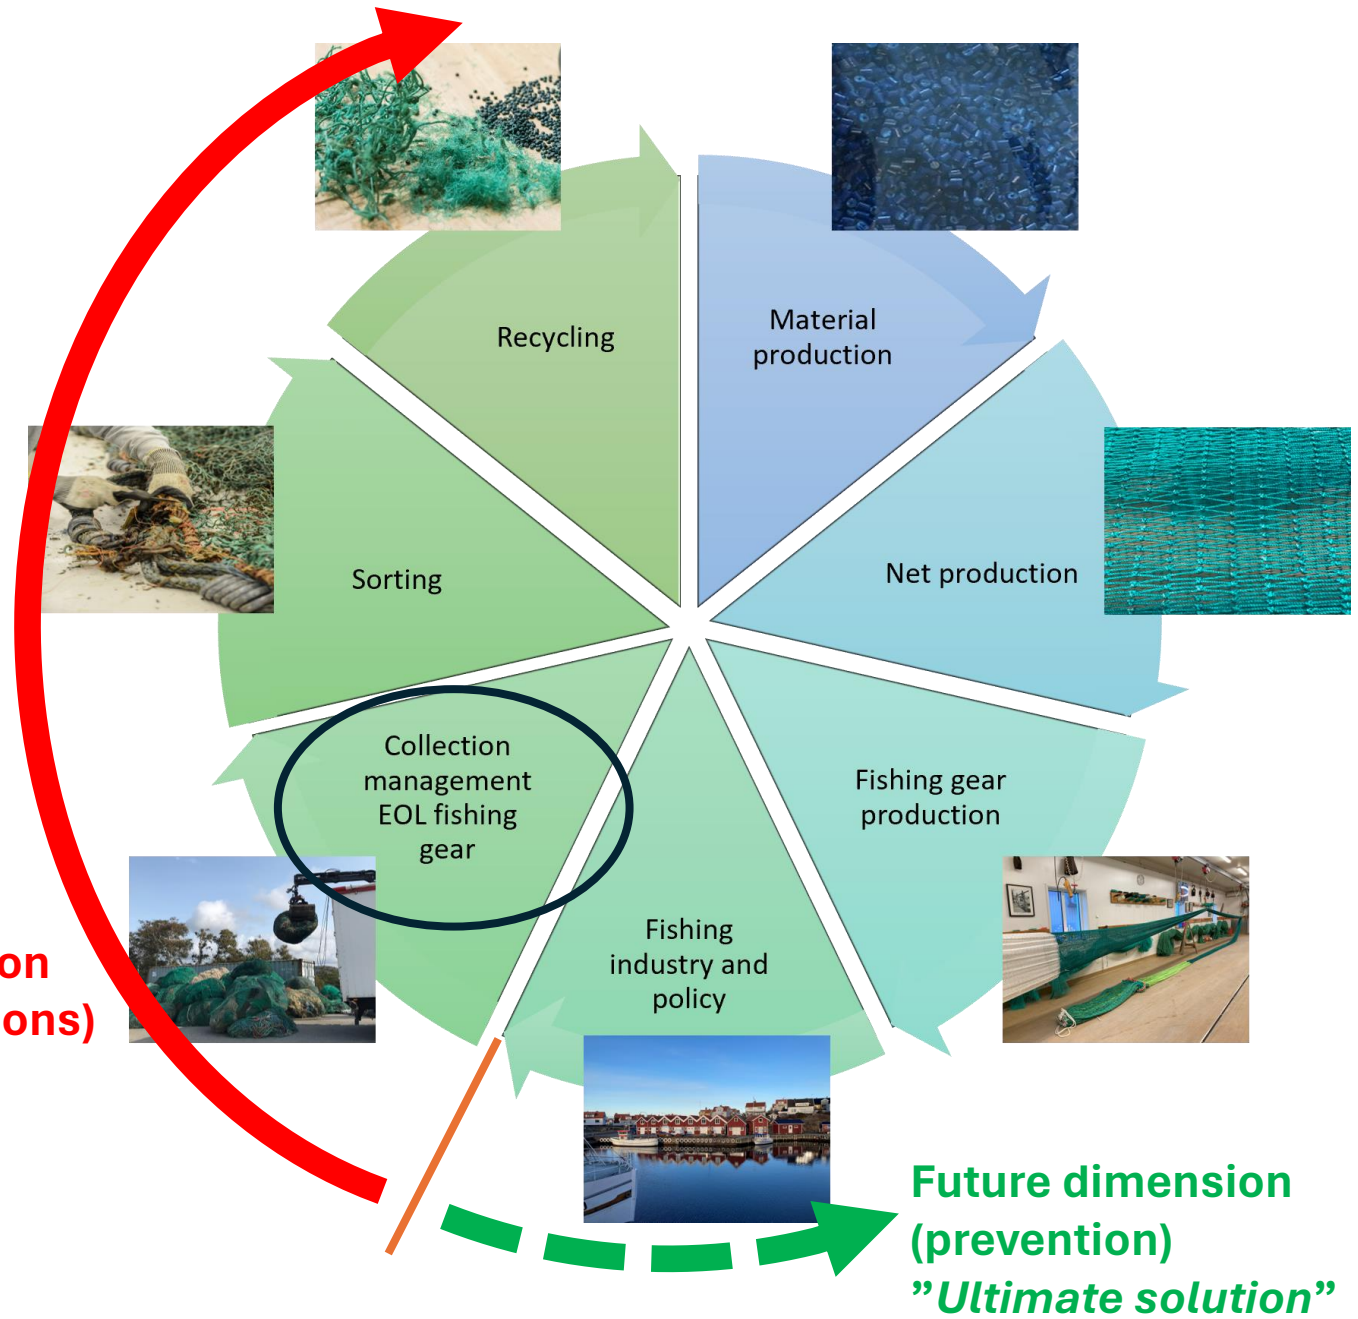 Recycling
Material
production
Net production
Sorting
Collection
management
EOL fishing
gear
Fishing gear
production
Fishing
industry and
policy
on
ons)
Future dimension
(prevention)
”Ultimate solution”